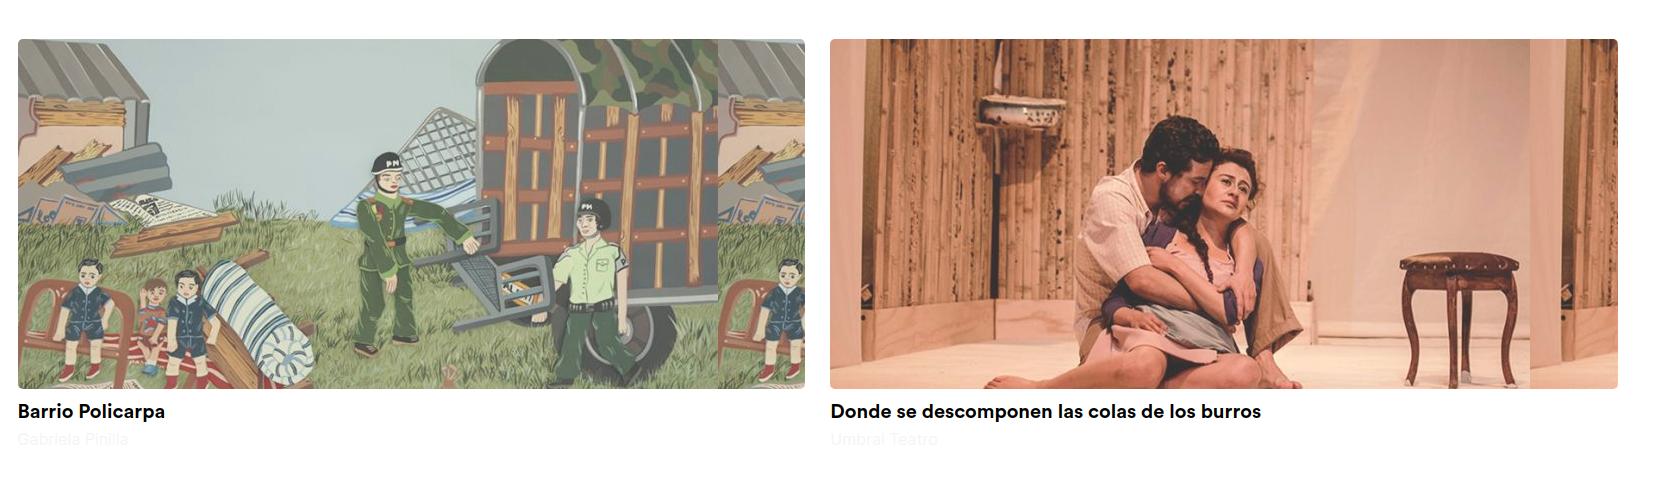 PM
PM
Barrio Policarpa
Donde se descomponen las colas de los burros
Gabriela Pinilla
Umbral Teatro